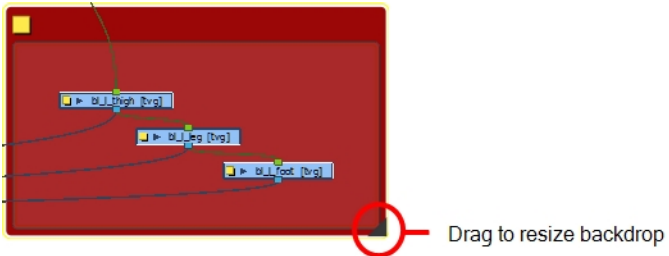 bl_l_thigh [tvg]
bl_l_leg [tvg]
bl_l_foot [tvg]
Drag to resize backdrop